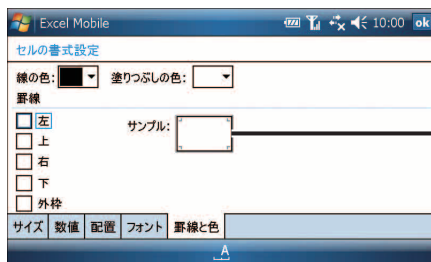 Excel Mobile 10:00 ok
セルの書式設定
線の色: 塗りつぶしの色:
罫線
左 サンプル:
上
右
下
外枠
サイズ 数値 配置 フォント 罫線と色
A